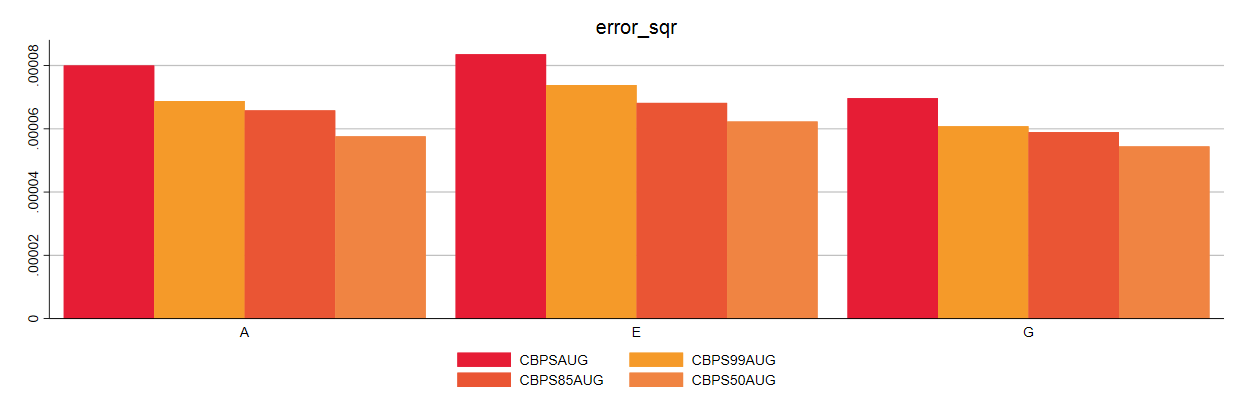 error_sqr
.00008
.00006
.00004
.00002
0
A E G
CBPSAUG CBPS99AUG
CBPS85AUG CBPS50AUG